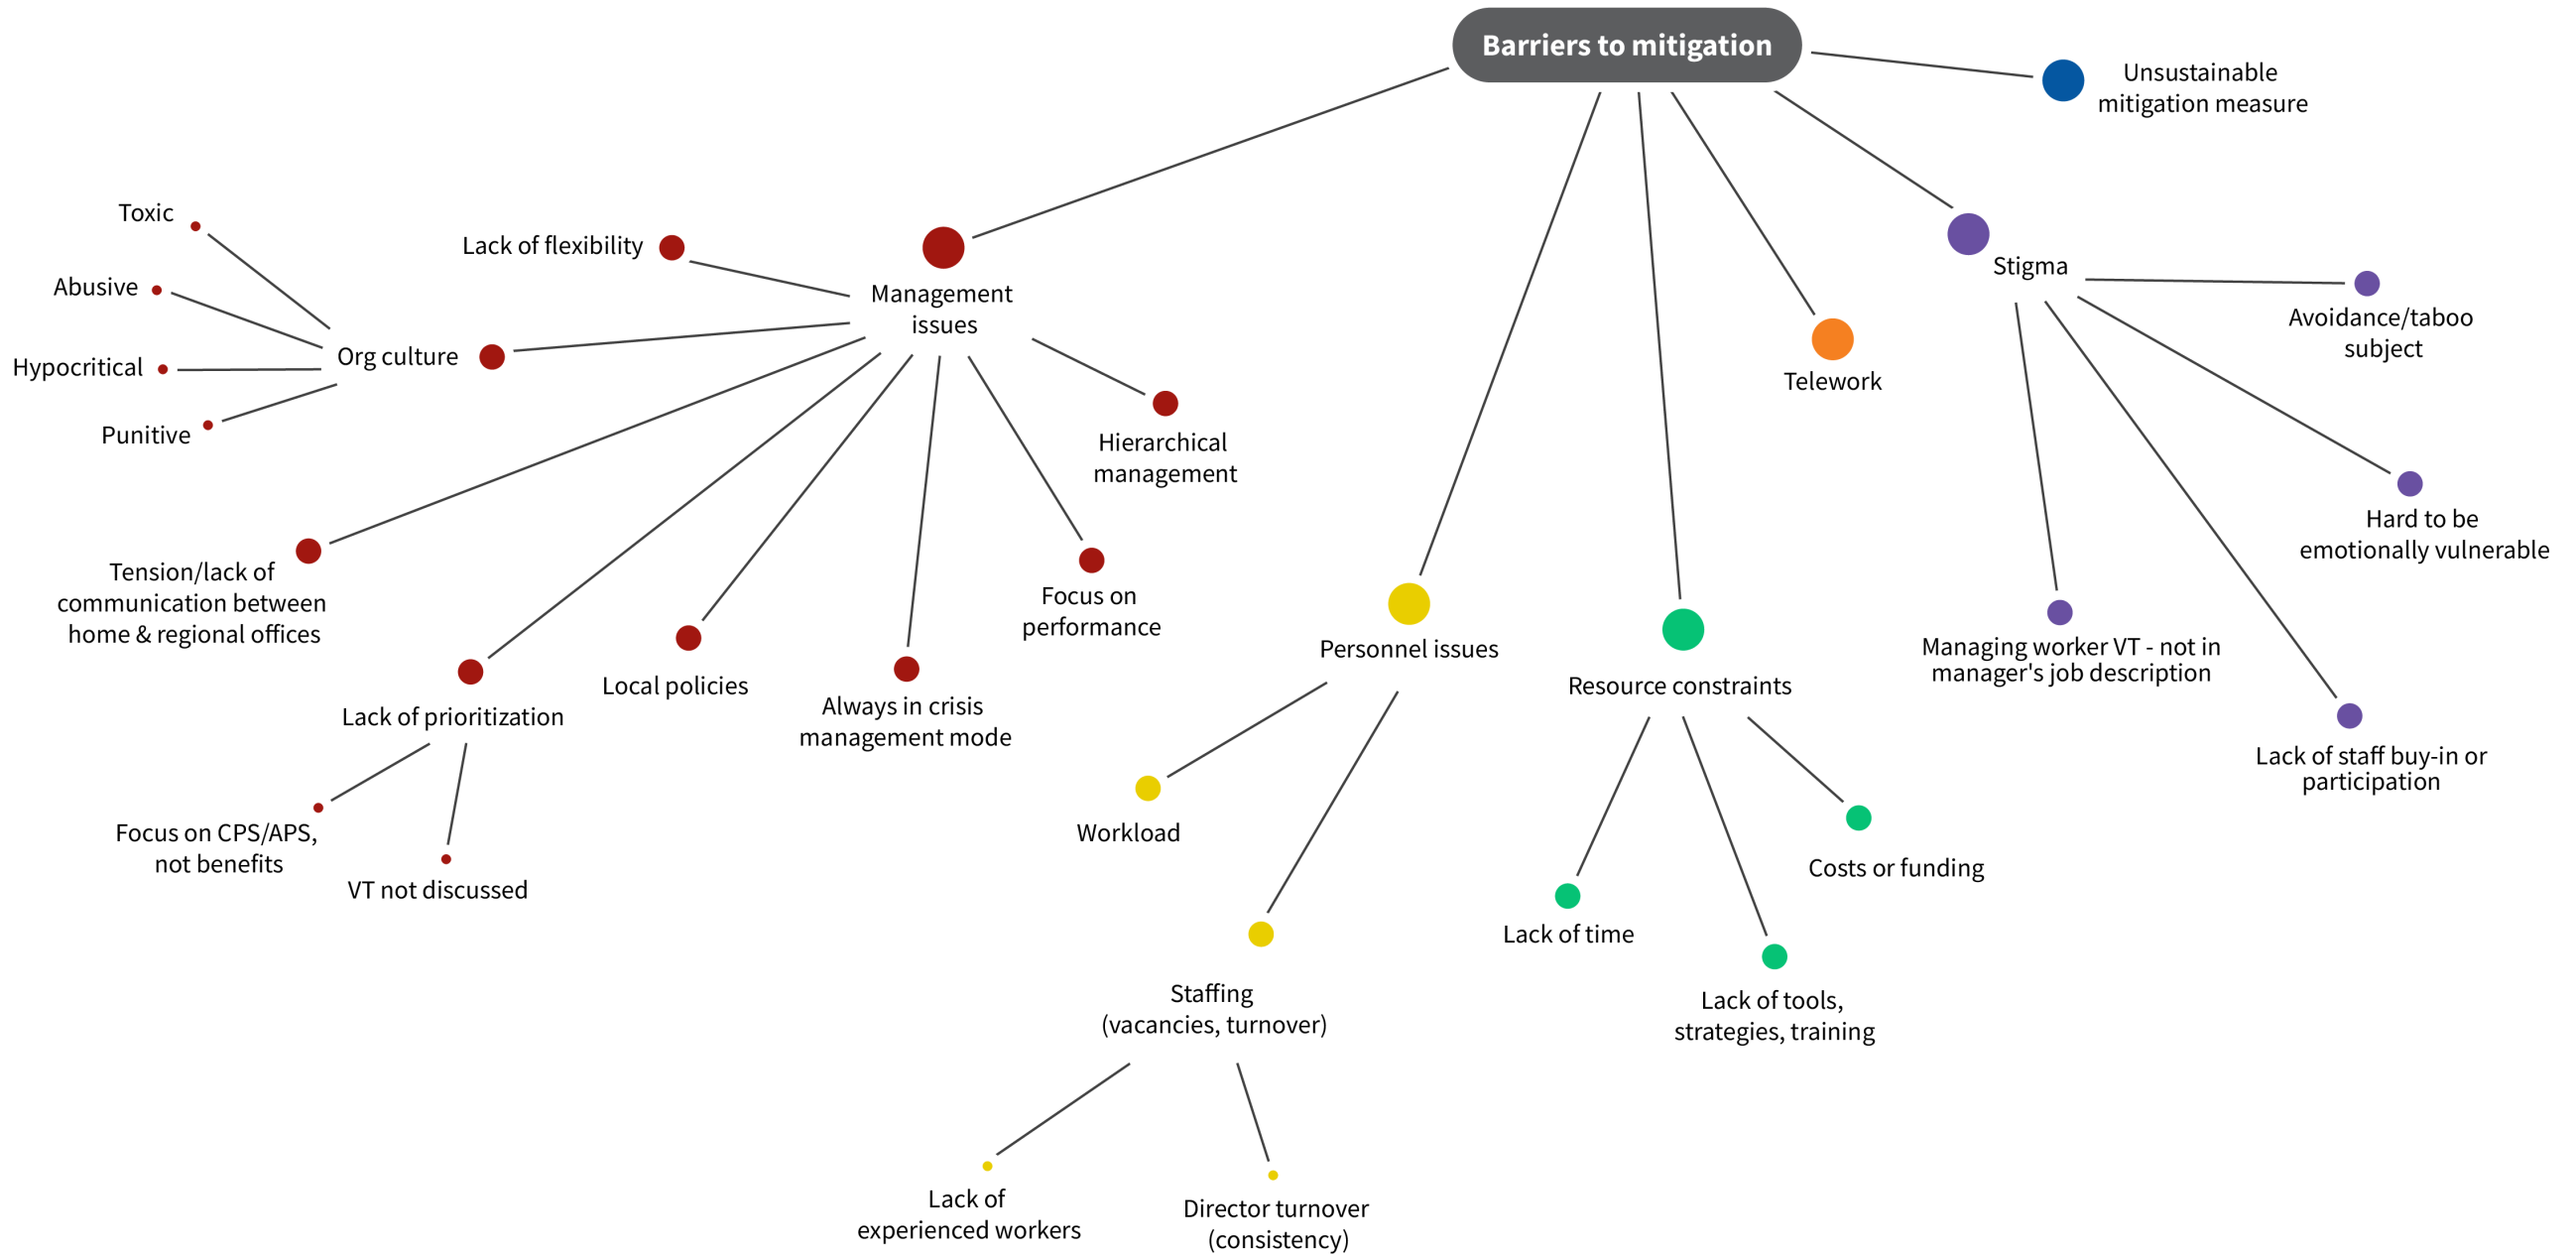 Barriers to mitigation
Unsustainable
mitigation measure
Toxic
Lack of flexibility
Abusive
Management
issues
Org culture
Hypocritical
Punitive
Hierarchical
management
Telework
Stigma
Avoidance/taboo
subject
Hard to be
emotionally vulnerable
Tension/lack of
communication between
home & regional offices
Focus on
performance
Local policies
Lack of prioritization
Always in crisis
management mode
Personnel issues
Resource constraints
Managing worker VT - not in
manager's job description
Lack of staff buy-in or
participation
Focus on CPS/APS,
not benefits
VT not discussed
Workload
Costs or funding
Lack of time
Staffing
(vacancies, turnover)
Lack of tools,
strategies, training
Lack of
experienced workers
Director turnover
(consistency)